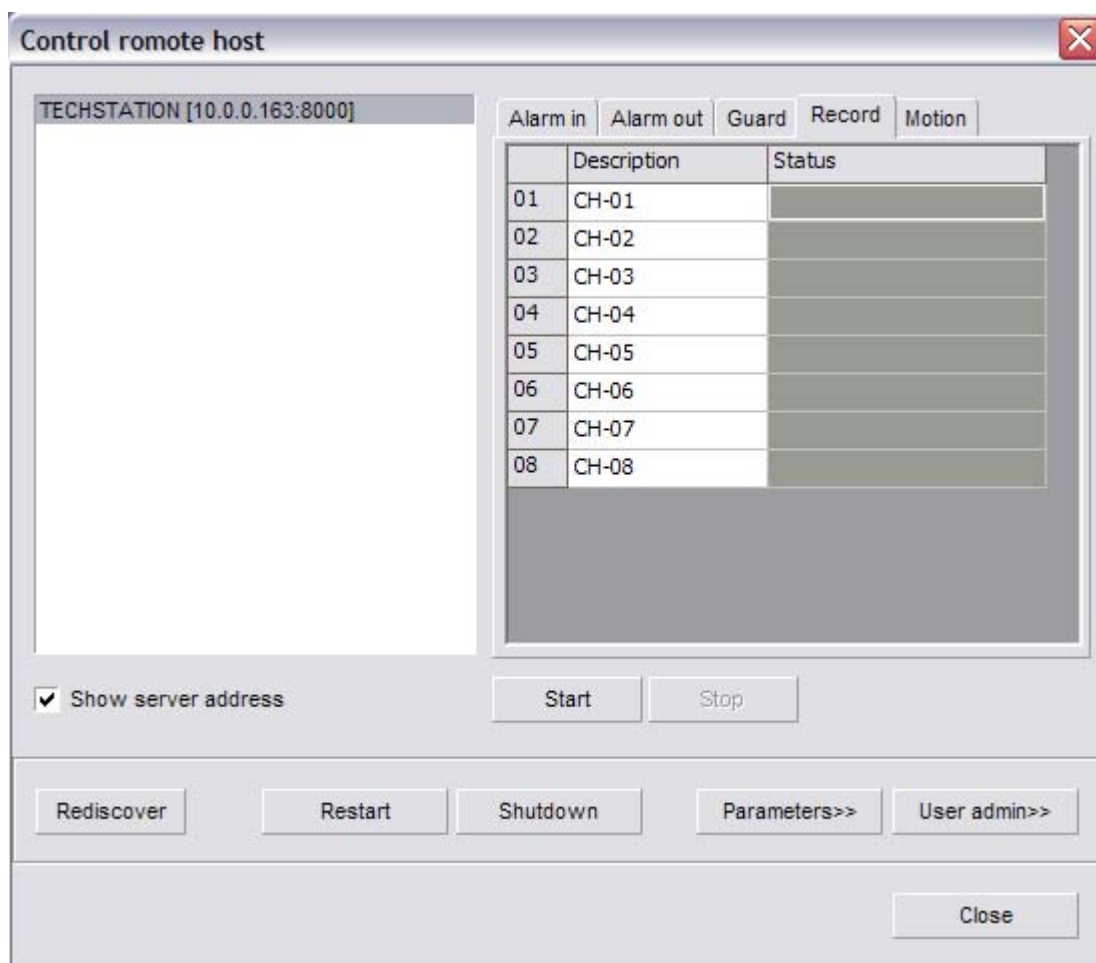 Control romote host
TECHSTATION [10.0.0.163:8000]
Alarm in Alarm out Guard Record Motion
Description Status
01 CH-01
02 CH-02
03 CH-03
04 CH-04
05 CH-05
06 CH-06
07 CH-07
08 CH-08
Show server address
Start Stop
Rediscover Restart Shutdown Parameters>> User admin>>
Close